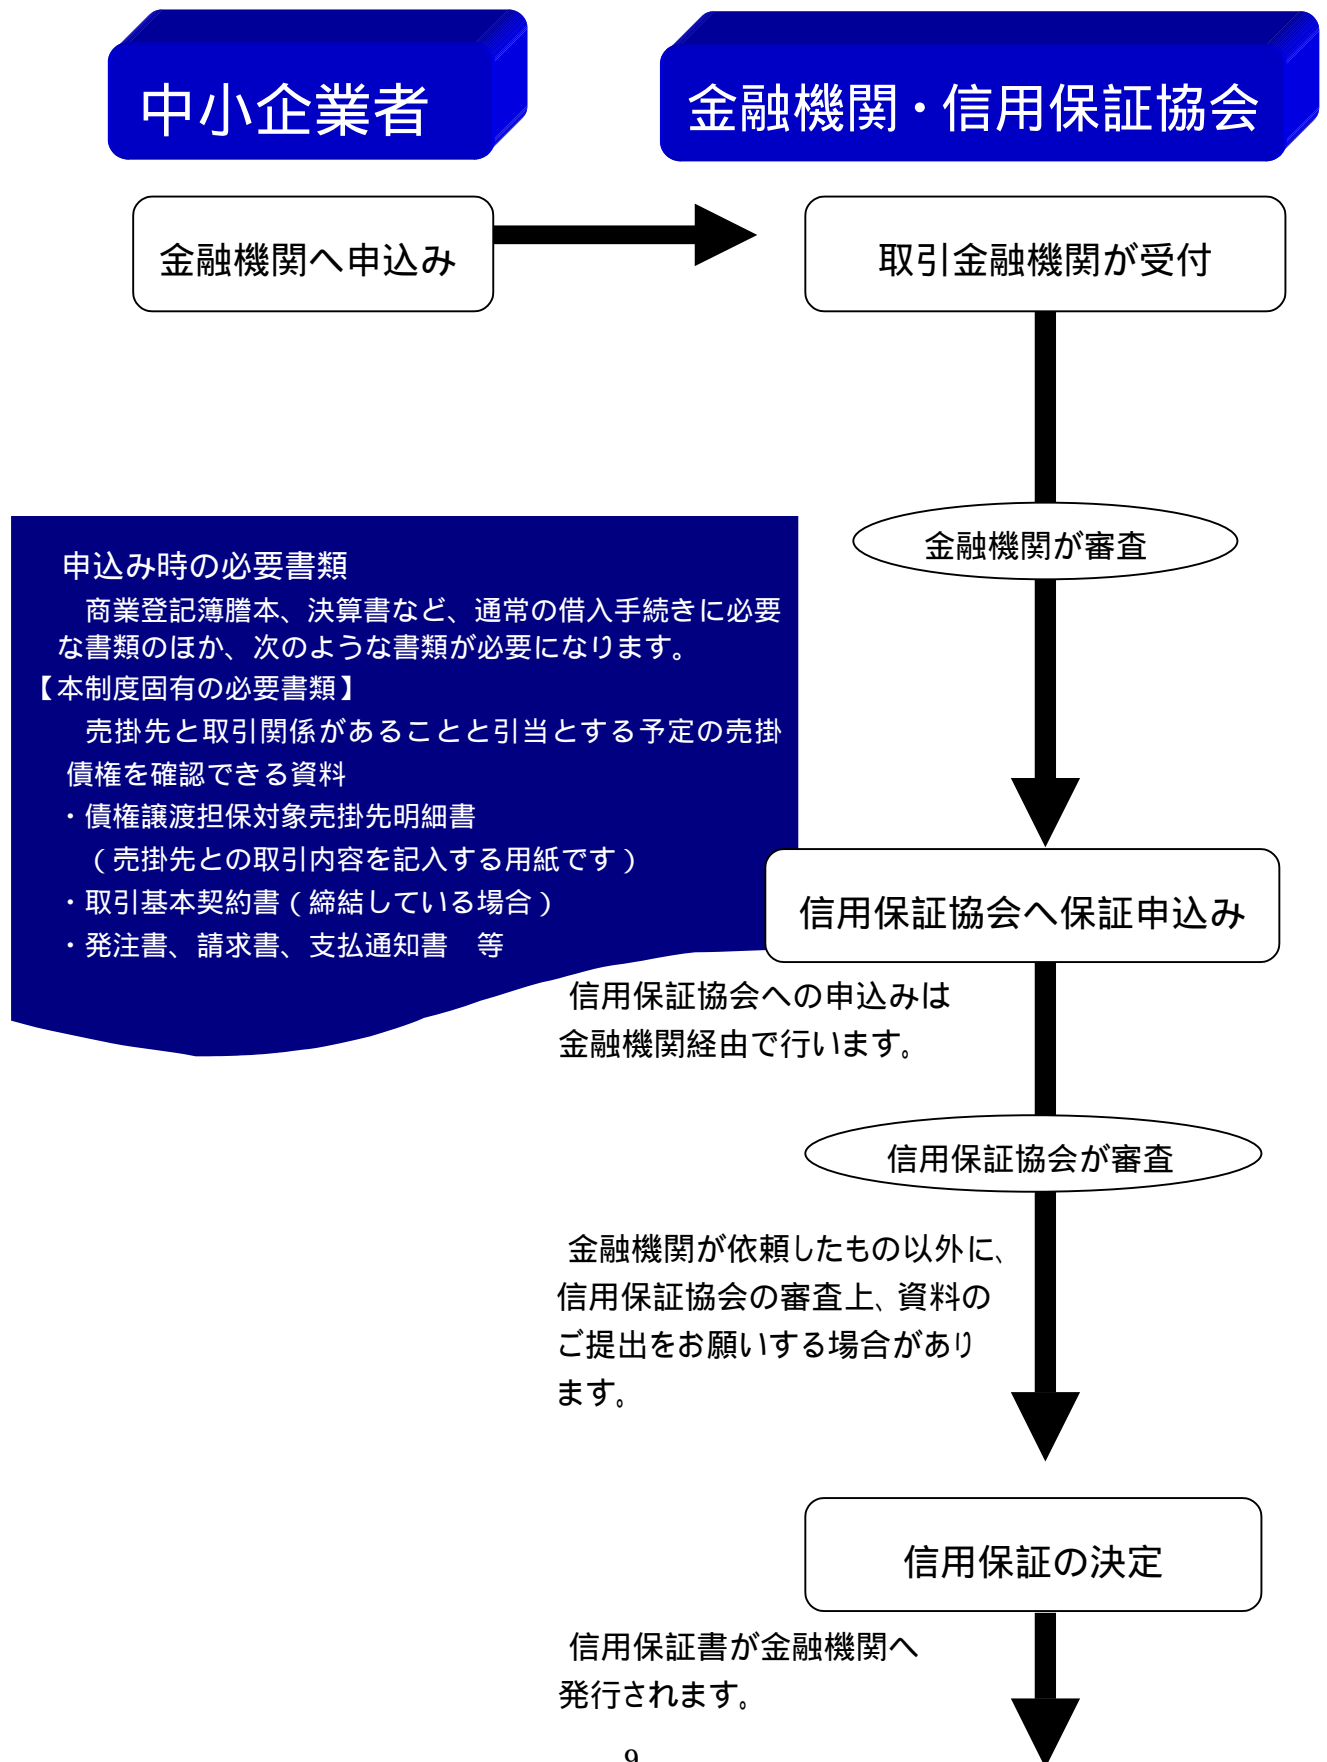 中小企業者
金融機関・信用保証協会
金融機関へ申込み
取引金融機関が受付
金融機関が審査
申込み時の必要書類
商業登記簿謄本、決算書など、通常の借入手続きに必要
な書類のほか、次のような書類が必要になります。
【本制度固有の必要書類】
売掛先と取引関係があることと引当とする予定の売掛
債権を確認できる資料
・債権譲渡担保対象売掛先明細書
（売掛先との取引内容を記入する用紙です）
・取引基本契約書（締結している場合）
・発注書、請求書、支払通知書　等
信用保証協会へ保証申込み
信用保証協会への申込みは
金融機関経由で行います。
信用保証協会が審査
金融機関が依頼したもの以外に、
信用保証協会の審査上、資料の
ご提出をお願いする場合があり
ます。
信用保証の決定
信用保証書が金融機関へ
発行されます。
9